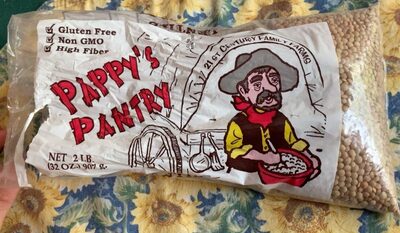 Gluten Free
Non GMO
High Fiber
21ST CENTURY FAMILY FARMS
PAPPY'S
PANTRY
NET 2 LB.
(32 OZ.) 907 g.